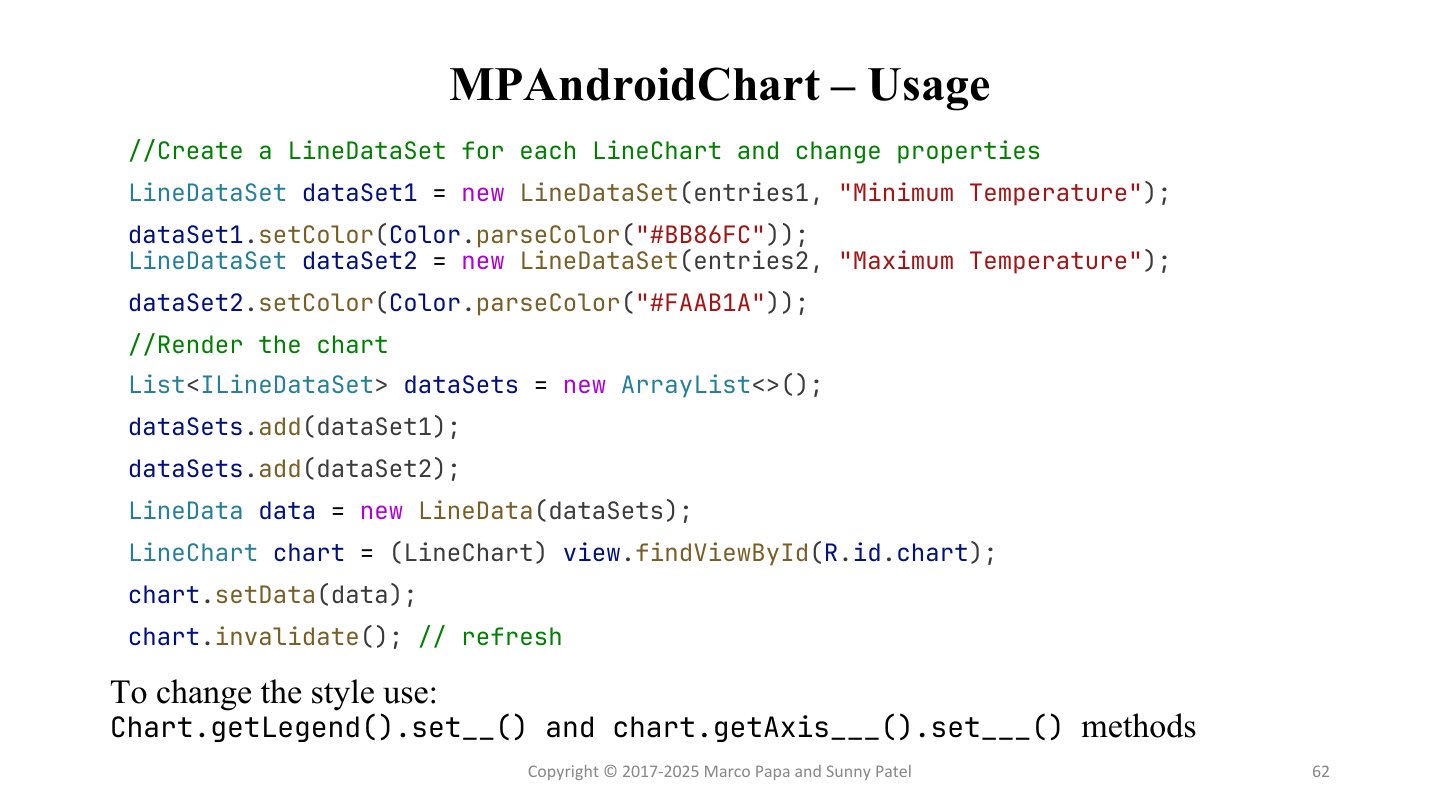 MPAndroidChart – Usage
//Create a LineDataSet for each LineChart and change properties
LineDataSet dataSet1 = new LineDataSet(entries1, "Minimum Temperature");
dataSet1.setColor(Color.parseColor("#BB86FC"));
LineDataSet dataSet2 = new LineDataSet(entries2, "Maximum Temperature");
dataSet2.setColor(Color.parseColor("#FAAB1A"));
//Render the chart
List<ILineDataSet> dataSets = new ArrayList<>();
dataSets.add(dataSet1);
dataSets.add(dataSet2);
LineData data = new LineData(dataSets);
LineChart chart = (LineChart) view.findViewById(R.id.chart);
chart.setData(data);
chart.invalidate(); // refresh
To change the style use:
Chart.getLegend().set__() and chart.getAxis___().set___() methods
Copyright © 2017-2025 Marco Papa and Sunny Patel
62